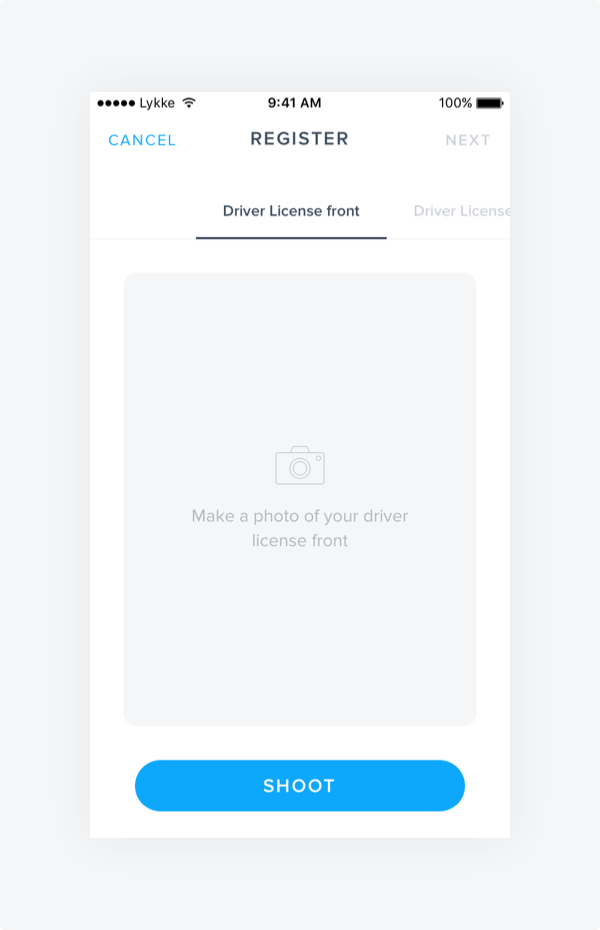 Lykke 9:41 AM 100%
CANCEL REGISTER NEXT
Driver License front Driver License
Make a photo of your driver
license front
SHOOT